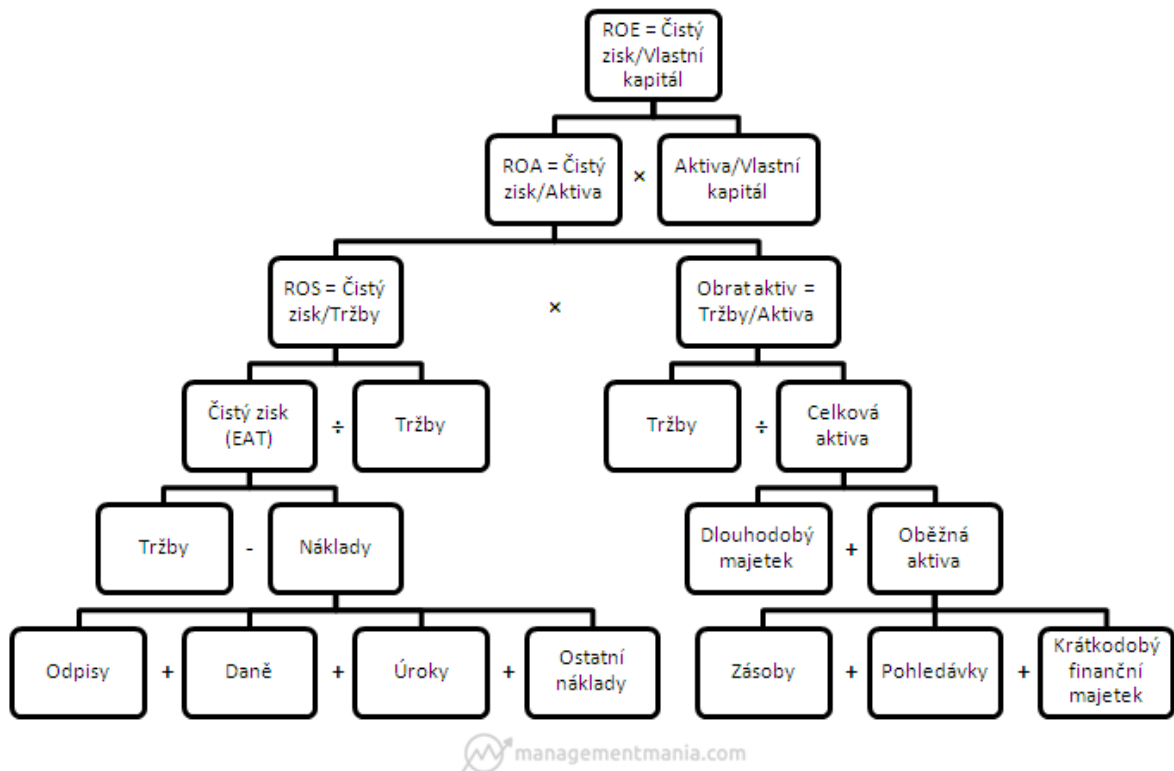 ROE = Čistý
zisk/Vlastní
kapitál
ROA = Čistý
zisk/Aktiva
×
Aktiva/Vlastní
kapitál
ROS = Čistý
zisk/Tržby
×
Obrat aktiv =
Tržby/Aktiva
Čistý zisk
(EAT)
÷
Tržby
Tržby
÷
Celková
aktiva
Tržby
-
Náklady
Dlouhodobý
majetek
+
Oběžná
aktiva
Odpisy
+
Daně
+
Úroky
+
Ostatní
náklady
Zásoby
+
Pohledávky
+
Krátkodobý
finanční
majetek
managementmania.com